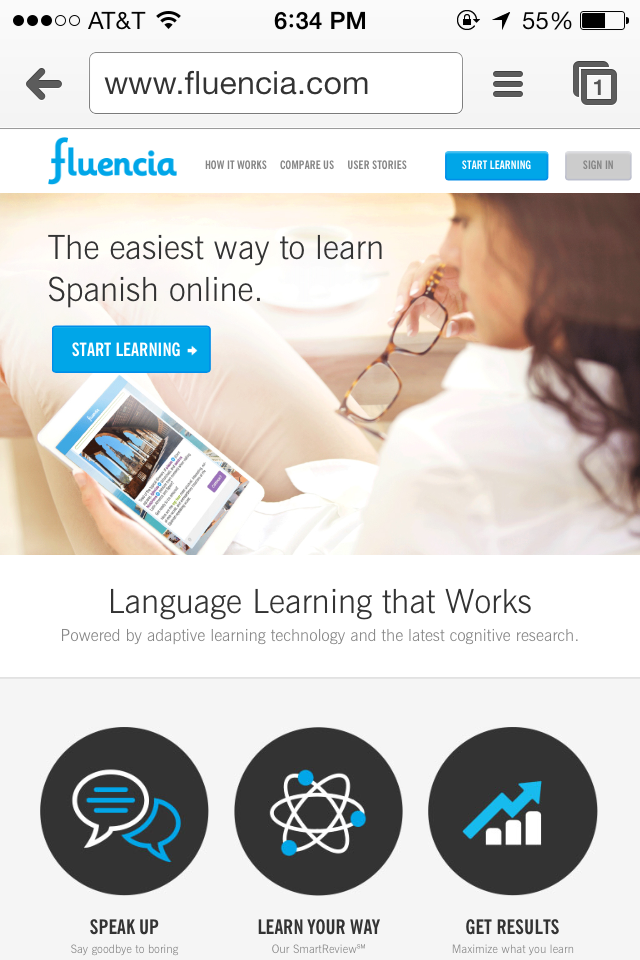 AT&T 6:34 PM 55%
www.fluencia.com 1
fluencia HOW IT WORKS COMPARE US USER STORIES START LEARNING SIGN IN
The easiest way to learn
Spanish online.
START LEARNING
fluencia
Language Learning that Works
Powered by adaptive learning technology and the latest cognitive research.
SPEAK UP LEARN YOUR WAY GET RESULTS
Say goodbye to boring Our SmartReview℠ Maximize what you learn